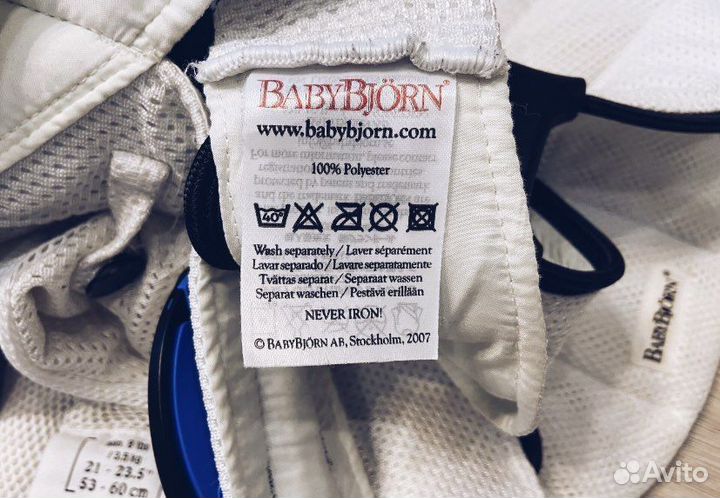 BABYBJÖRN®
www.babybjorn.com
100% Polyester
40°
Wash separately / Laver séparément
Lavar separado / Lavare separatamente
Tvättas separat / Separaat wassen
Separat waschen / Pestävä erillään
NEVER IRON!
© BABYBJÖRN AB, Stockholm, 2007
BABYBJÖRN®
21 - 23.5"
53 - 60 cm
Avito